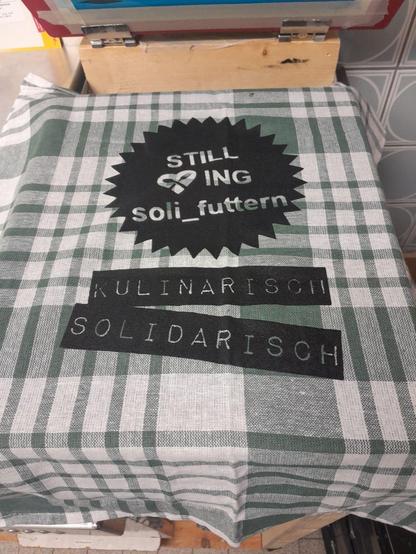 STILL
ING
Soli_futtern
KULINARISCH
SOLIDARISCH